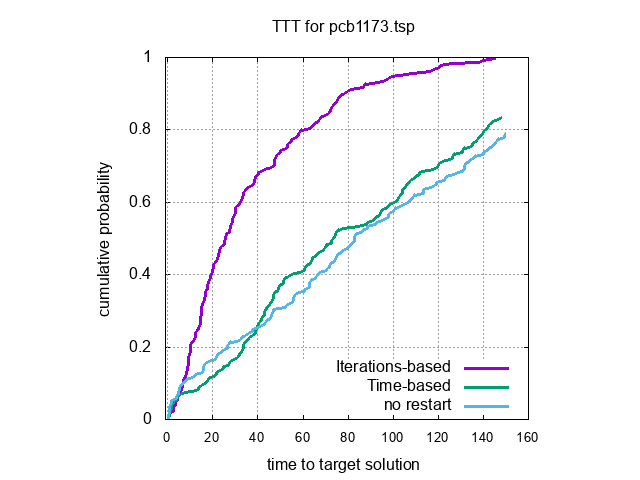 TTT for pcb1173.tsp
cumulative probability
1
0.8
0.6
0.4
0.2
0
0 20 40 60 80 100 120 140 160
time to target solution
Iterations-based
Time-based
no restart